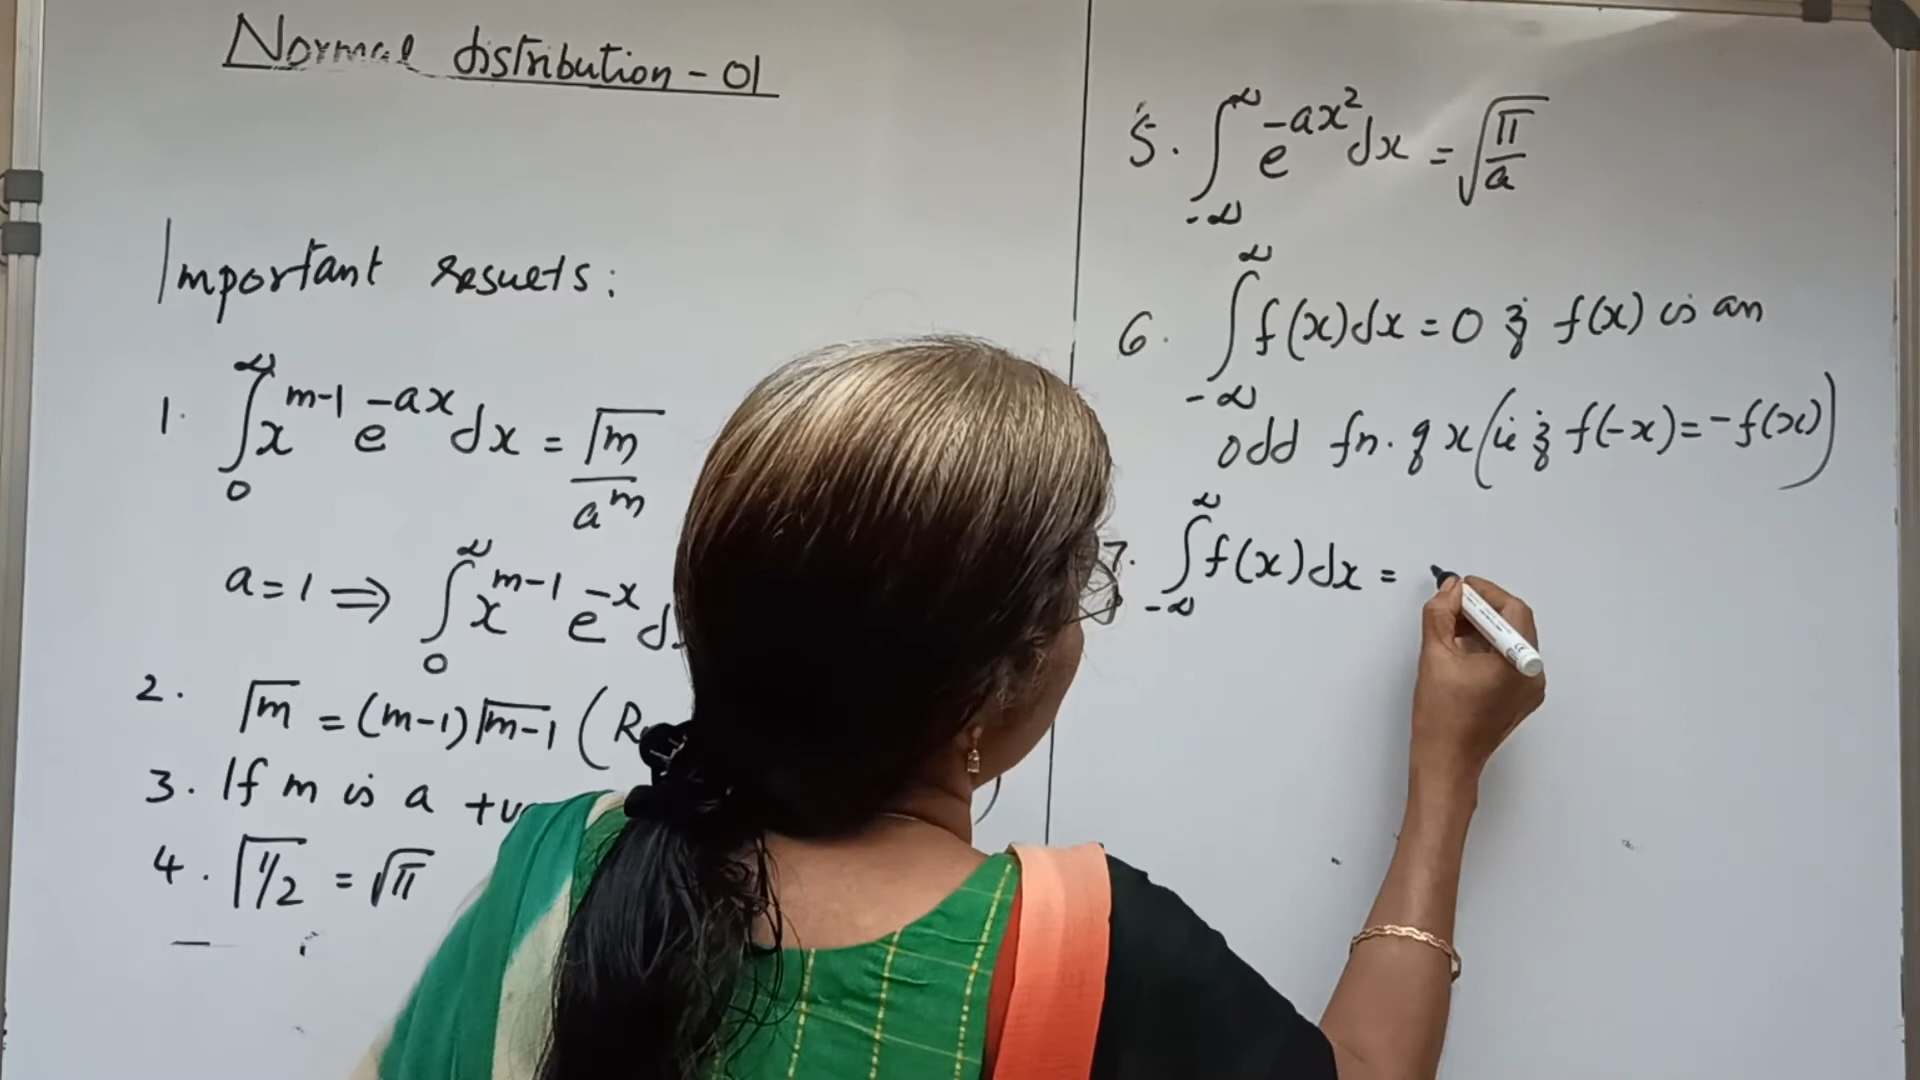 Normal distribution - 01
Important results:
1. ∫₀^∞ x^{m-1} e^{-ax} dx = Γm / a^m
a = 1 ⇒ ∫₀^∞ x^{m-1} e^{-x} d
2. Γm = (m-1) Γm-1 (R
3. If m is a +v
4. Γ1/2 = √π
5. ∫_{-∞}^∞ e^{-ax²} dx = √(π/a)
6. ∫_{-∞}^∞ f(x) dx = 0 if f(x) is an
odd fn. of x (ie if f(-x) = -f(x))
7. ∫_{-∞}^∞ f(x) dx =